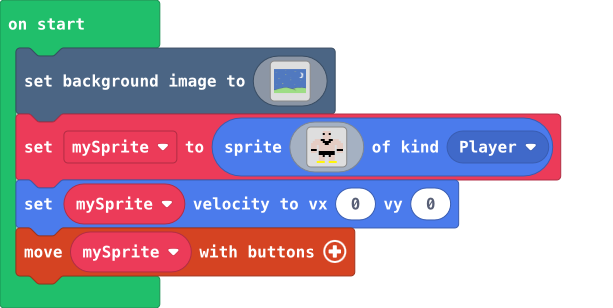 on start
set background image to
set mySprite to sprite of kind Player
set mySprite velocity to vx 0 vy 0
move mySprite with buttons